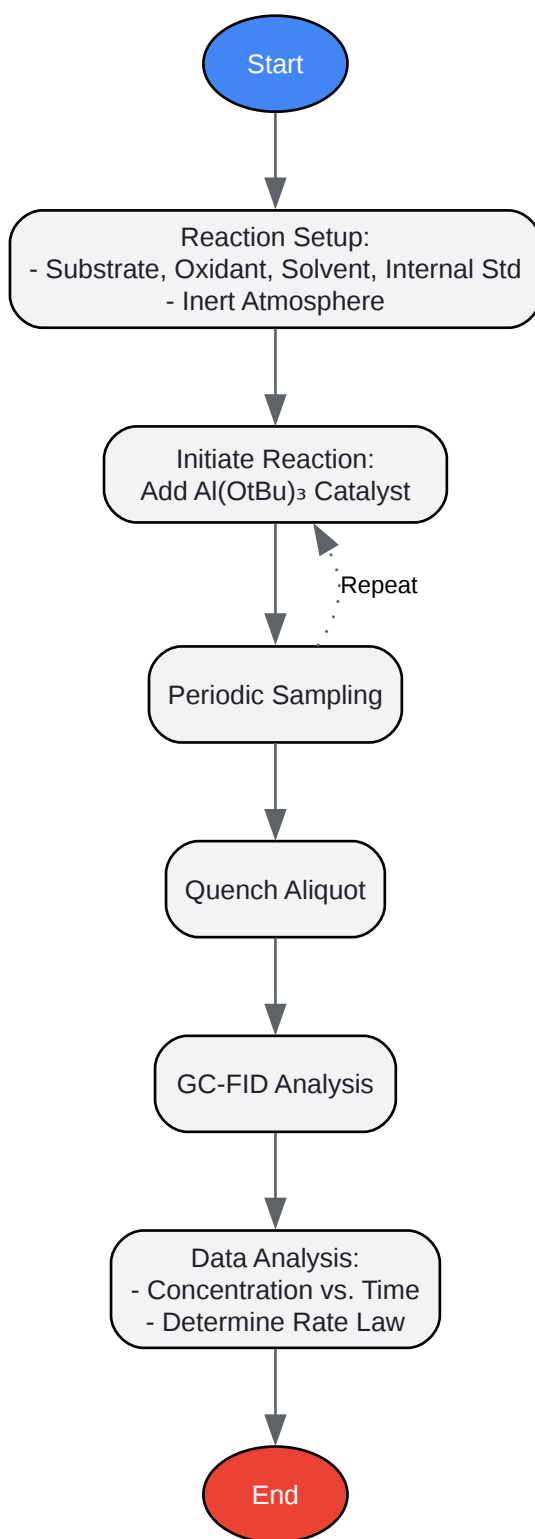 Start
Reaction Setup:
- Substrate, Oxidant, Solvent, Internal Std
- Inert Atmosphere
Initiate Reaction:
Add Al(OtBu)₃ Catalyst
Repeat
Periodic Sampling
Quench Aliquot
GC-FID Analysis
Data Analysis:
- Concentration vs. Time
- Determine Rate Law
End